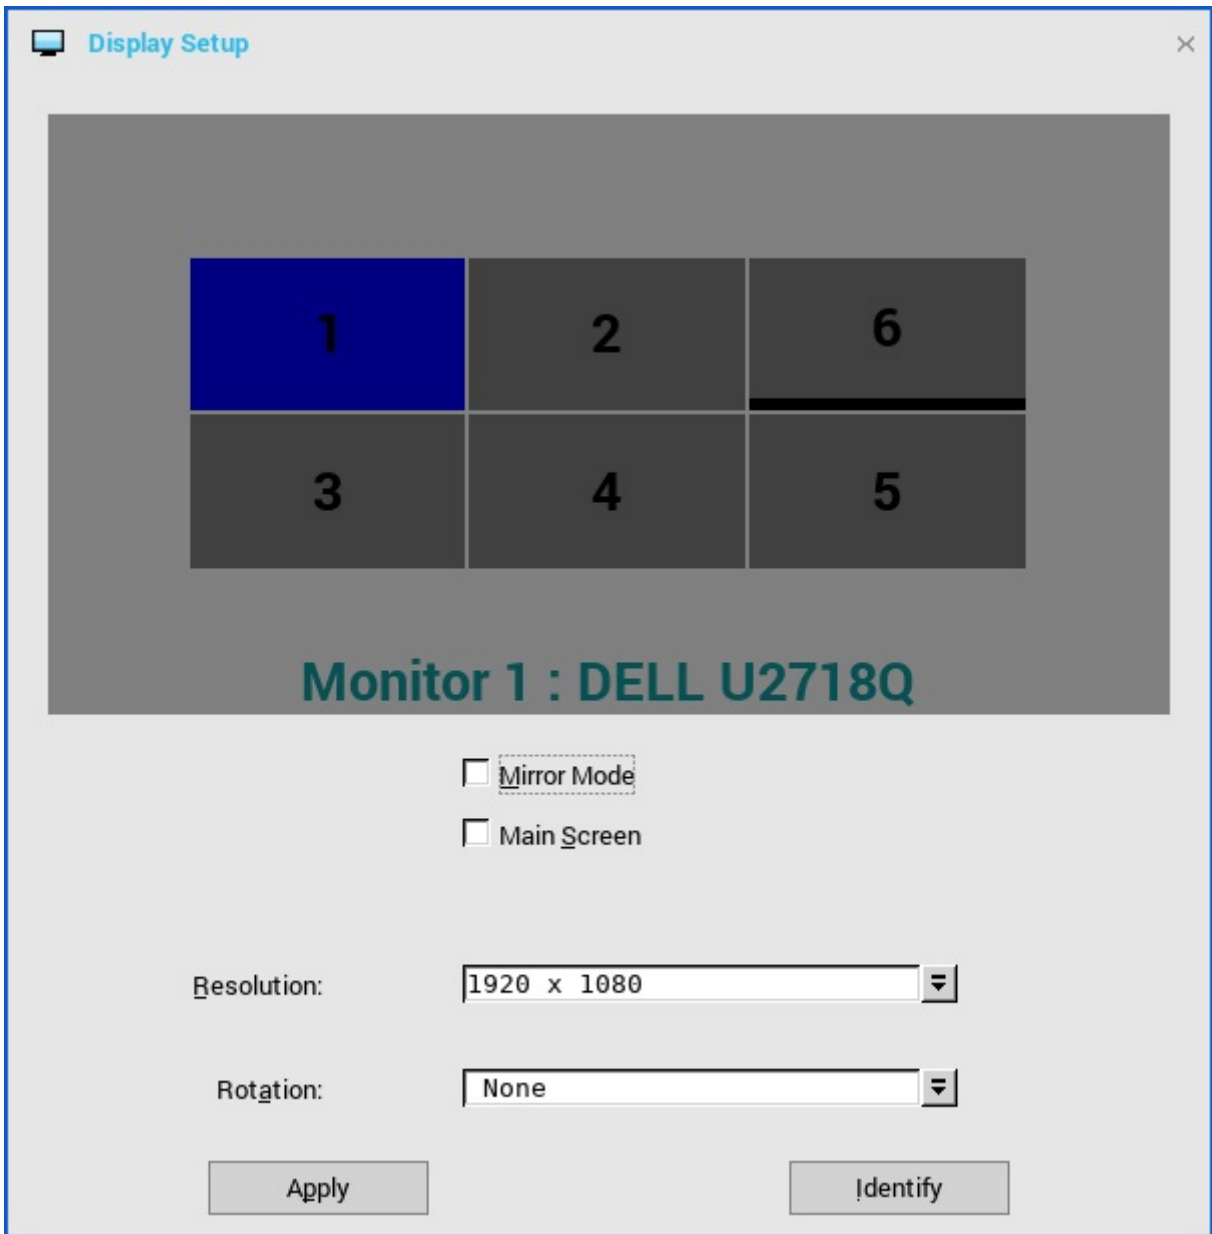 Display Setup
1 2 6
3 4 5
Monitor 1 : DELL U2718Q
Mirror Mode
Main Screen
Resolution: 1920 x 1080
Rotation: None
Apply Identify